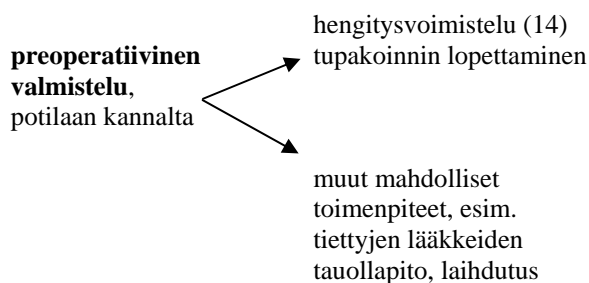 preoperatiivinen
valmistelu,
potilaan kannalta
hengitysvoimistelu (14)
tupakoinnin lopettaminen
muut mahdolliset
toimenpiteet, esim.
tiettyjen lääkkeiden
tauollapito, laihdutus